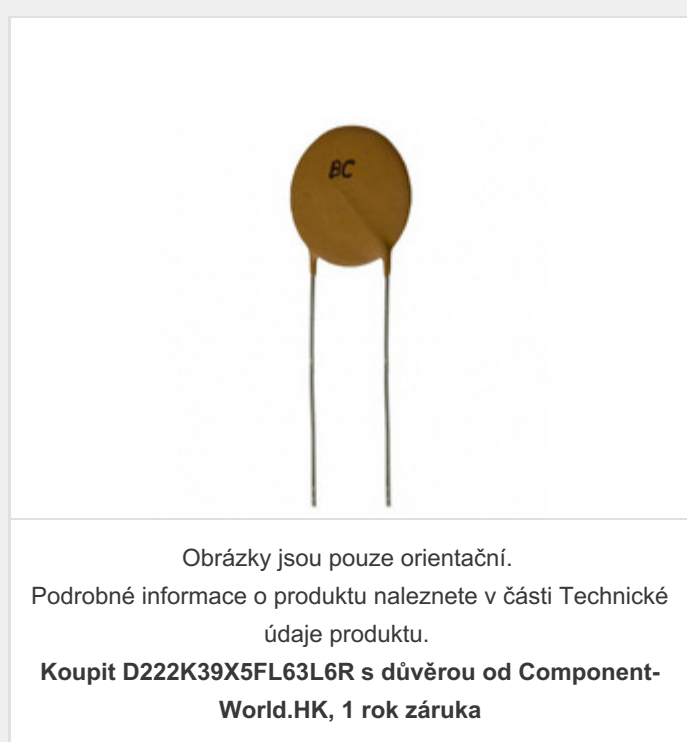 BC
Obrázky jsou pouze orientační.
Podrobné informace o produktu naleznete v části Technické
údaje produktu.
Koupit D222K39X5FL63L6R s důvěrou od Component-
World.HK, 1 rok záruka